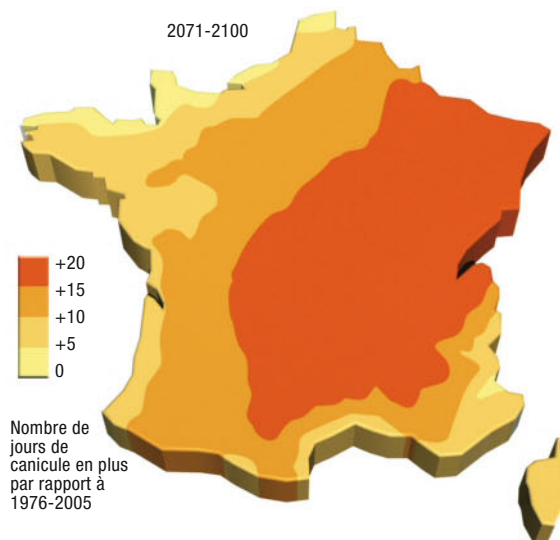 2071-2100
+20
+15
+10
+5
0
Nombre de
jours de
canicule en plus
par rapport à
1976-2005